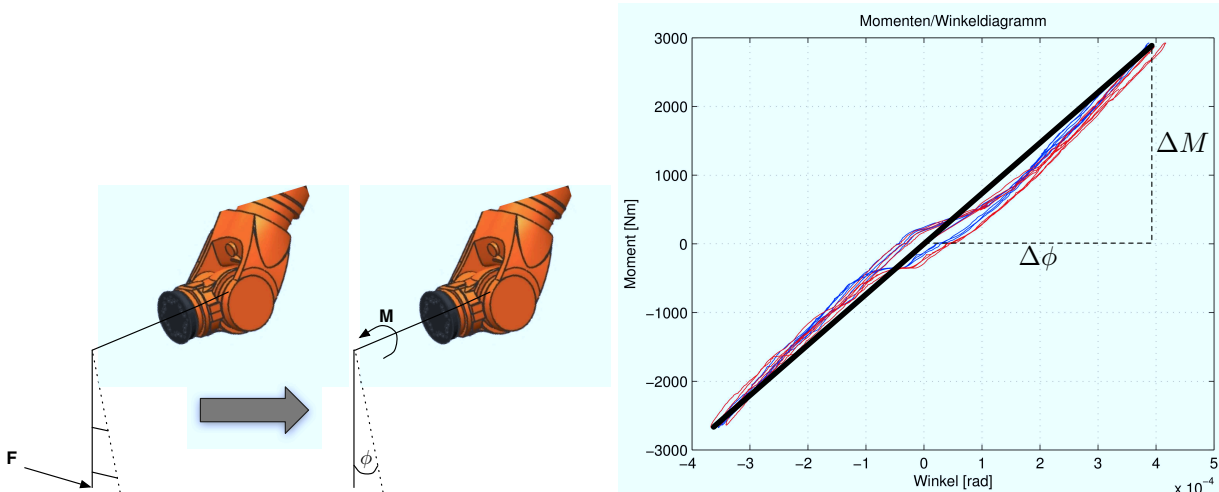 M
F
ϕ
Momenten/Winkeldiagramm
Moment [Nm]
3000
2000
1000
0
−1000
−2000
−3000
ΔM
Δϕ
−4 −3 −2 −1 0 1 2 3 4 5
Winkel [rad]
x 10⁻⁴